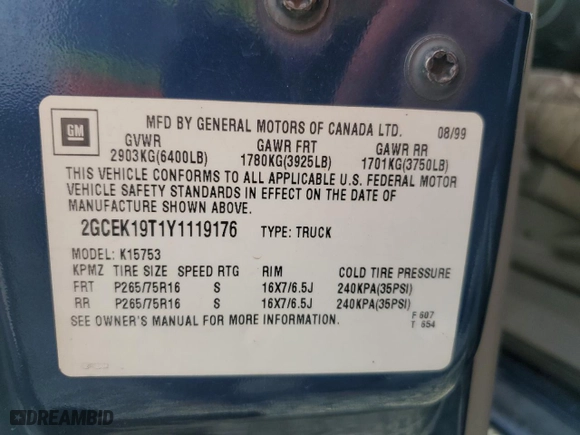 GM
MFD BY GENERAL MOTORS OF CANADA LTD. 08/99
GVWR GAWR FRT GAWR RR
2903KG(6400LB) 1780KG(3925LB) 1701KG(3750LB)
THIS VEHICLE CONFORMS TO ALL APPLICABLE U.S. FEDERAL MOTOR
VEHICLE SAFETY STANDARDS IN EFFECT ON THE DATE OF
MANUFACTURE SHOWN ABOVE.
2GCEK19T1Y1119176 TYPE: TRUCK
MODEL: K15753
KPMZ TIRE SIZE SPEED RTG RIM COLD TIRE PRESSURE
FRT P265/75R16 S 16X7/6.5J 240KPA(35PSI)
RR P265/75R16 S 16X7/6.5J 240KPA(35PSI)
SEE OWNER'S MANUAL FOR MORE INFORMATION. F 607
T 654
DREAMBID